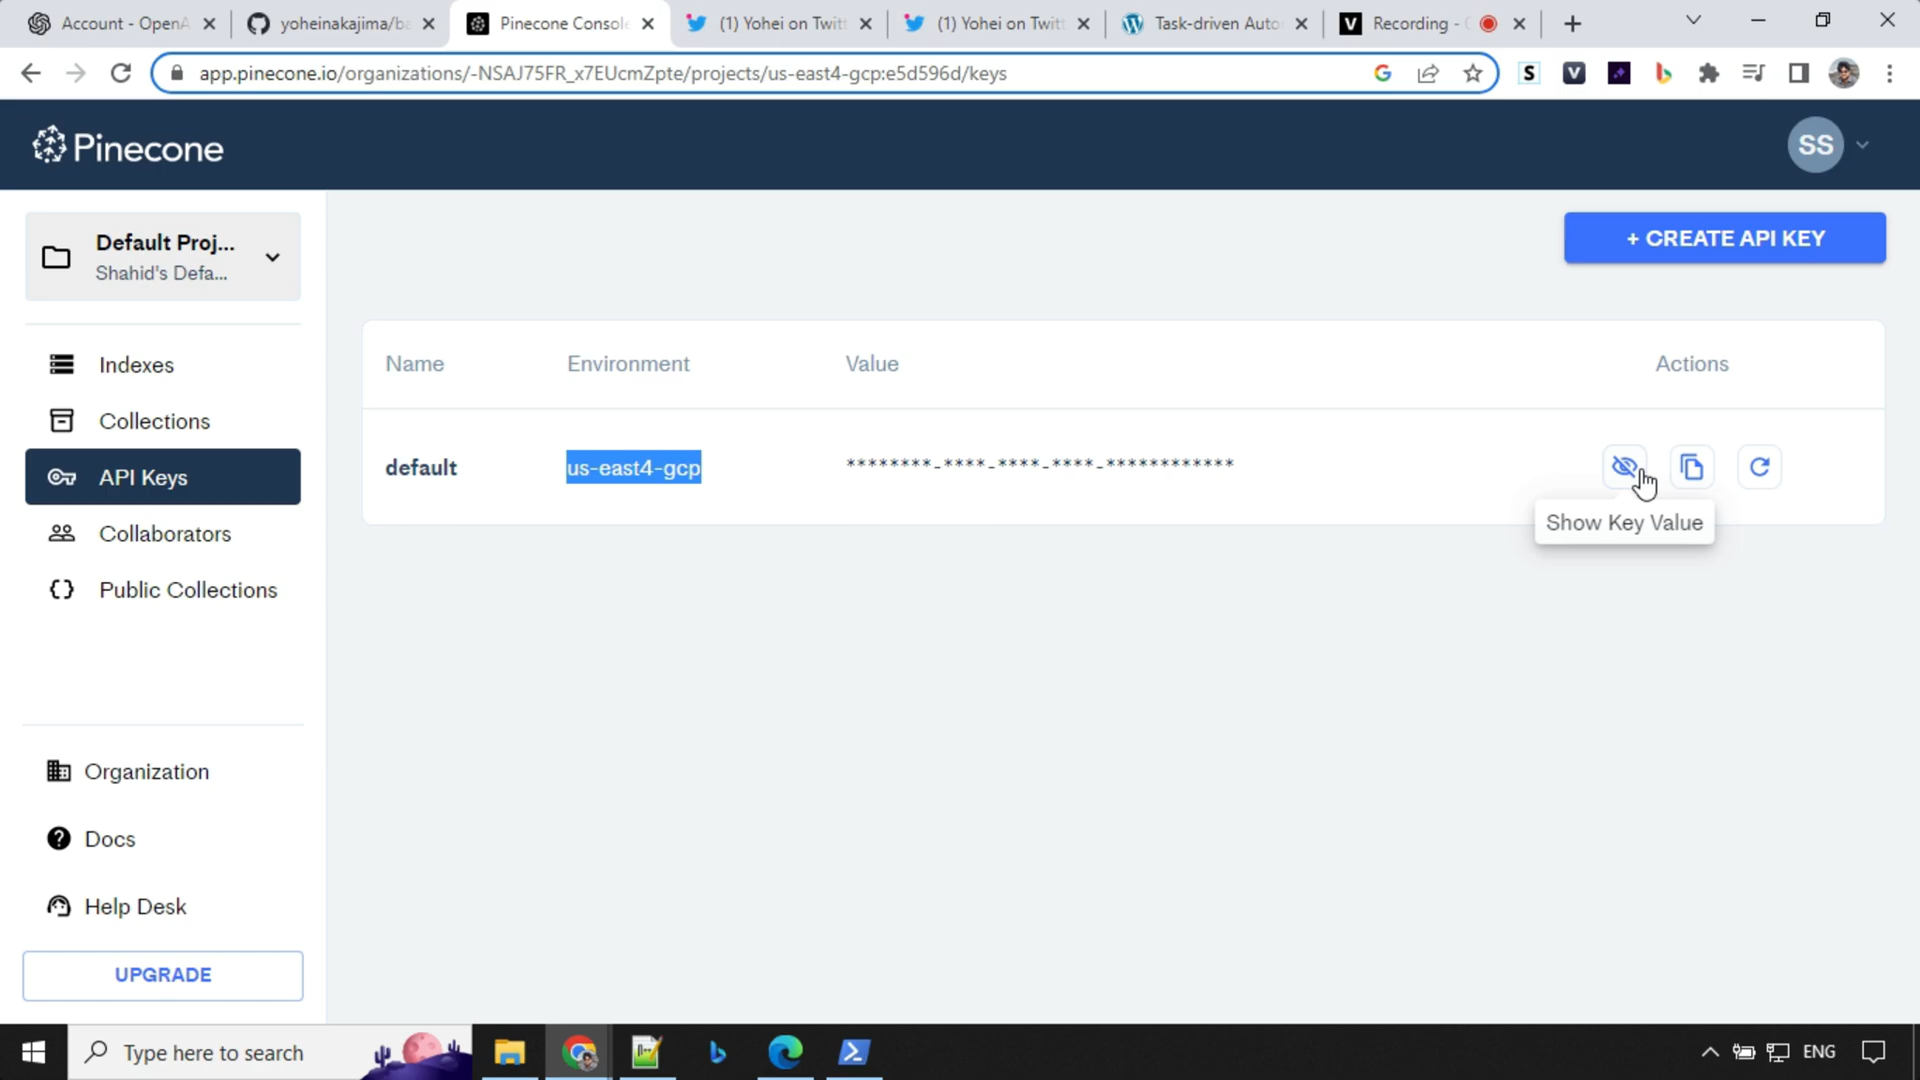 Account - OpenA
yoheinakajima/ba
Pinecone Console
(1) Yohei on Twitt
(1) Yohei on Twitt
Task-driven Auto
Recording -
app.pinecone.io/organizations/-NSAJ75FR_x7EUcmZpte/projects/us-east4-gcp:e5d596d/keys
Pinecone
SS
Default Proj...
Shahid's Defa...
+ CREATE API KEY
Indexes
Collections
API Keys
Collaborators
Public Collections
Organization
Docs
Help Desk
UPGRADE
Name Environment Value Actions
default us-east4-gcp ********-****-****-****-************
Show Key Value
Type here to search
ENG